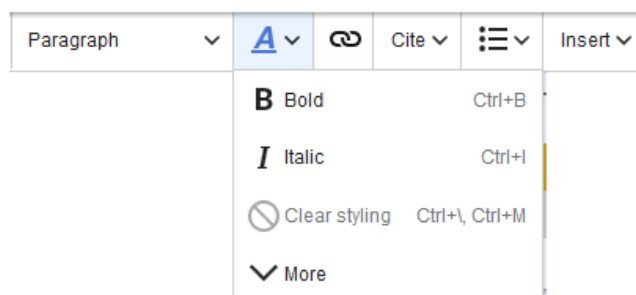 Paragraph A Cite Insert
B Bold Ctrl+B
I Italic Ctrl+I
Clear styling Ctrl+\, Ctrl+M
More